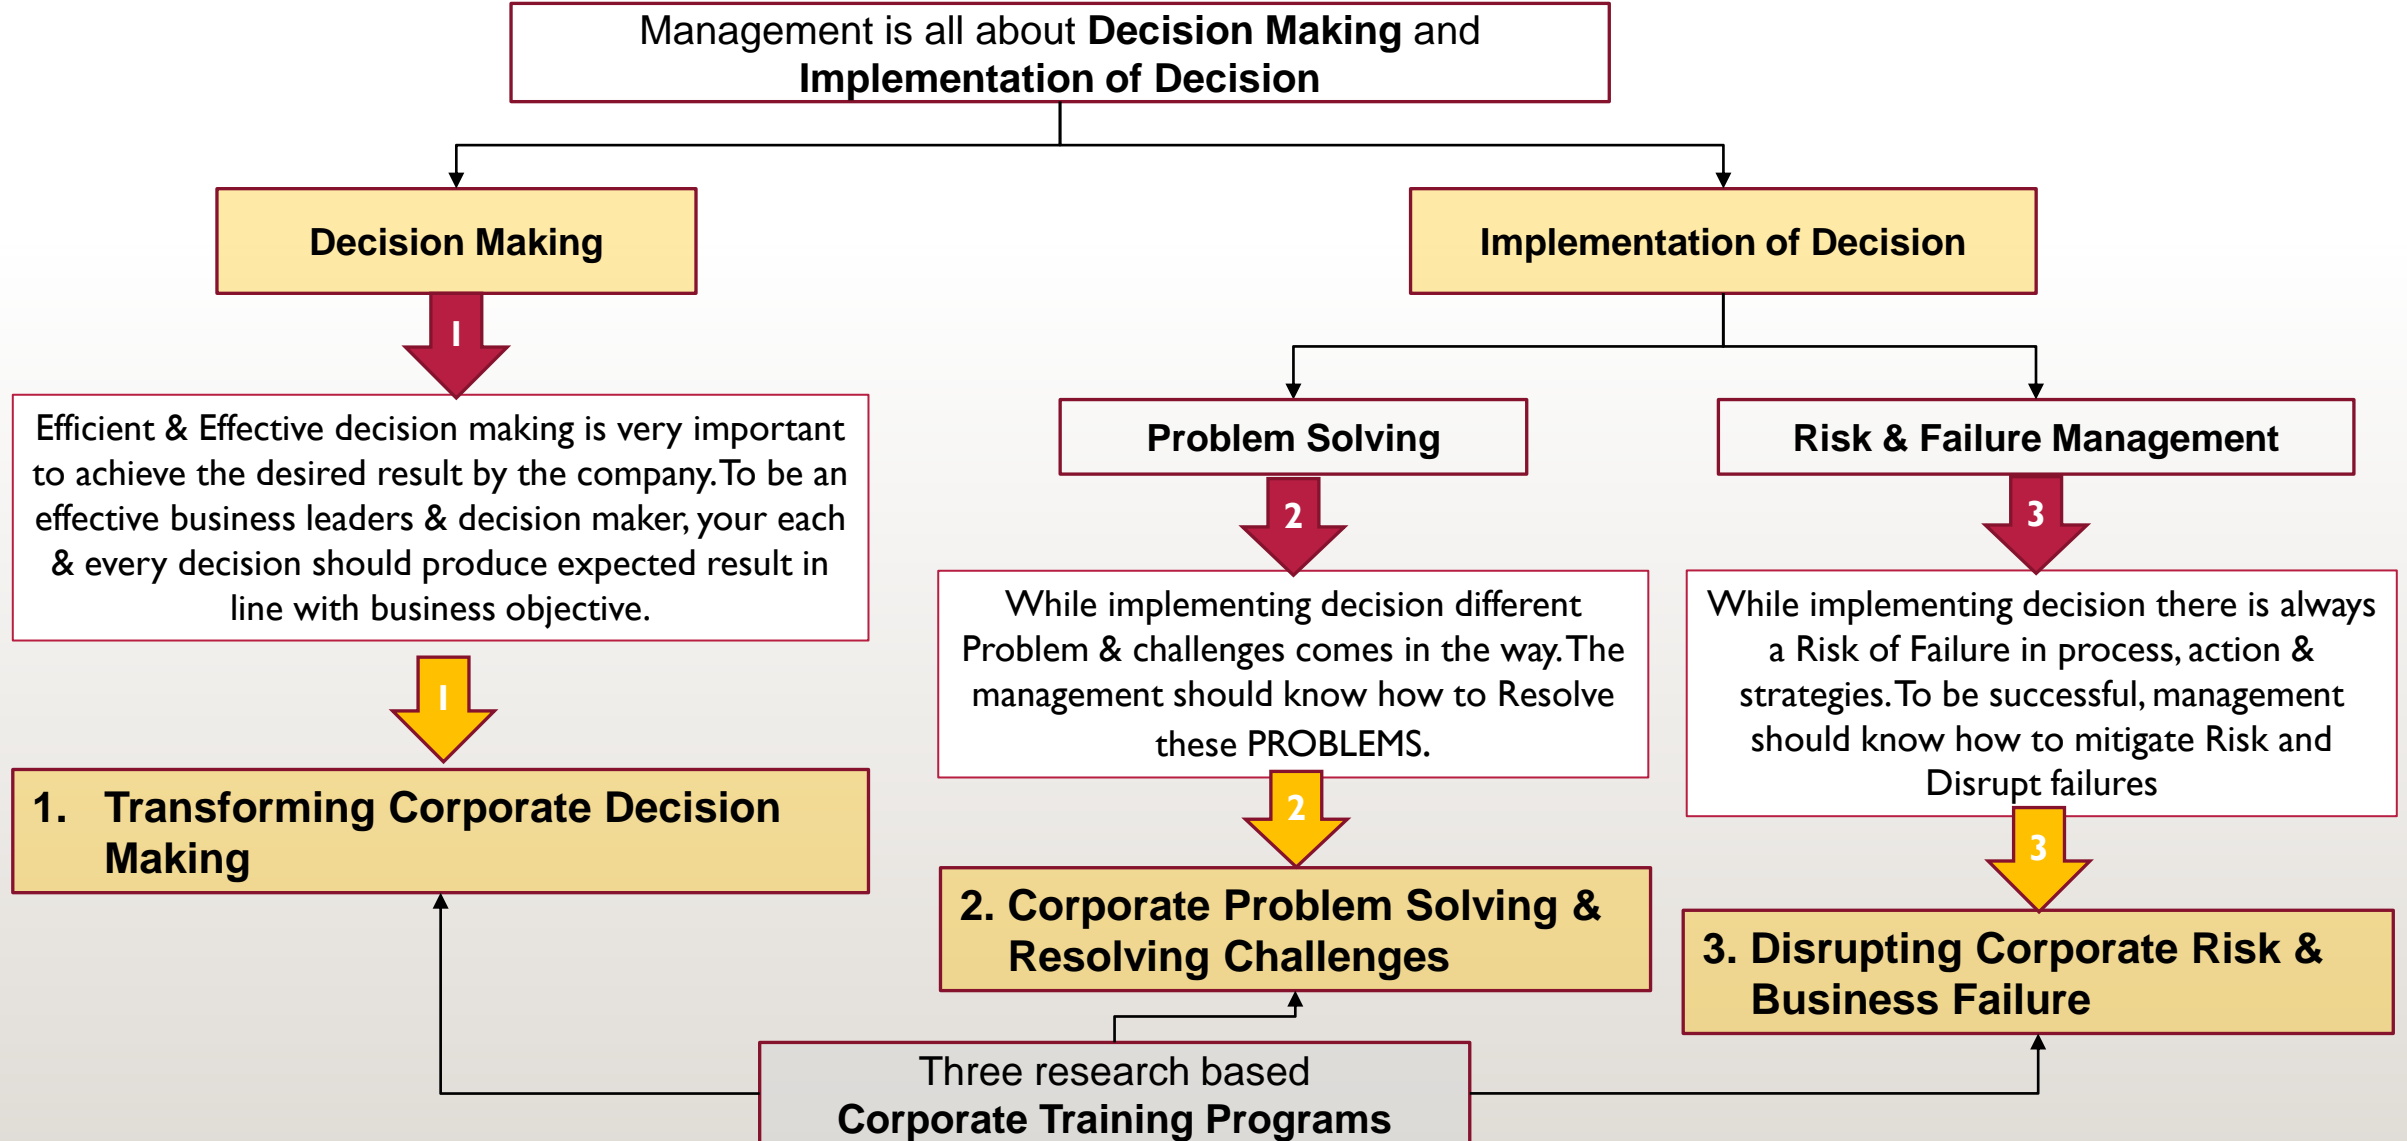 Management is all about Decision Making and
Implementation of Decision
Decision Making
Implementation of Decision
1
Efficient & Effective decision making is very important
to achieve the desired result by the company. To be an
effective business leaders & decision maker, your each
& every decision should produce expected result in
line with business objective.
1
1. Transforming Corporate Decision
Making
Problem Solving
2
While implementing decision different
Problem & challenges comes in the way. The
management should know how to Resolve
these PROBLEMS.
2
2. Corporate Problem Solving &
Resolving Challenges
Risk & Failure Management
3
While implementing decision there is always
a Risk of Failure in process, action &
strategies. To be successful, management
should know how to mitigate Risk and
Disrupt failures
3
3. Disrupting Corporate Risk &
Business Failure
Three research based
Corporate Training Programs